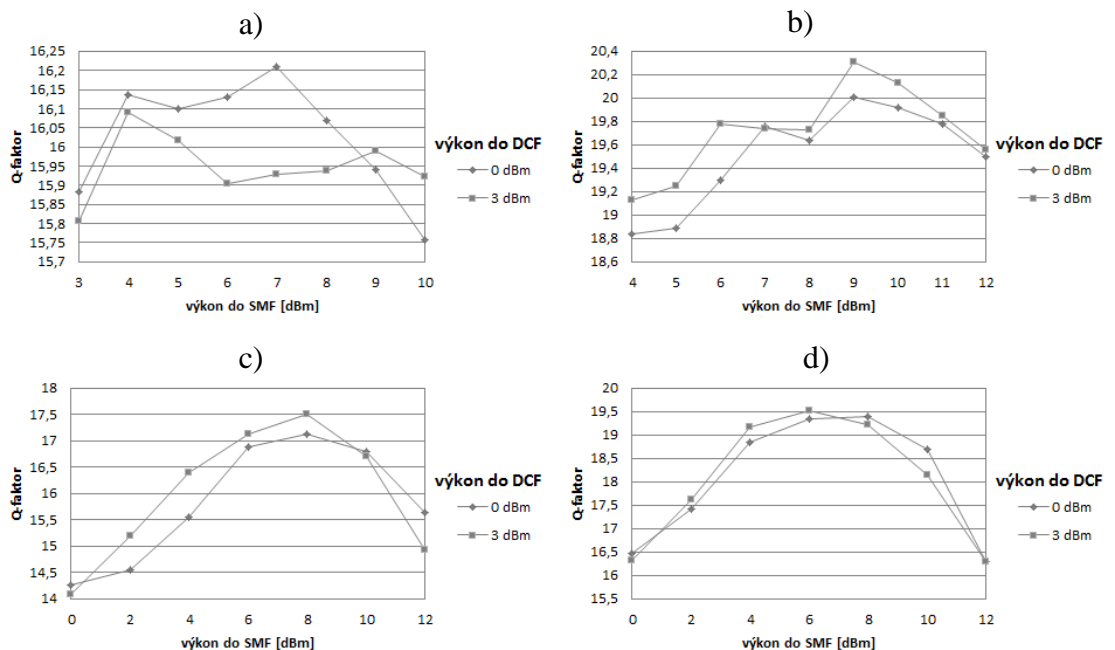 a)
16,25
16,2
16,15
16,1
16,05
16
15,95
15,9
15,85
15,8
15,75
15,7
Q-faktor
3 4 5 6 7 8 9 10
výkon do SMF [dBm]
výkon do DCF
0 dBm
3 dBm
b)
20,4
20,2
20
19,8
19,6
19,4
19,2
19
18,8
18,6
Q-faktor
4 5 6 7 8 9 10 11 12
výkon do SMF [dBm]
výkon do DCF
0 dBm
3 dBm
c)
18
17,5
17
16,5
16
15,5
15
14,5
14
Q-faktor
0 2 4 6 8 10 12
výkon do SMF [dBm]
výkon do DCF
0 dBm
3 dBm
d)
20
19,5
19
18,5
18
17,5
17
16,5
16
15,5
Q-faktor
0 2 4 6 8 10 12
výkon do SMF [dBm]
výkon do DCF
0 dBm
3 dBm